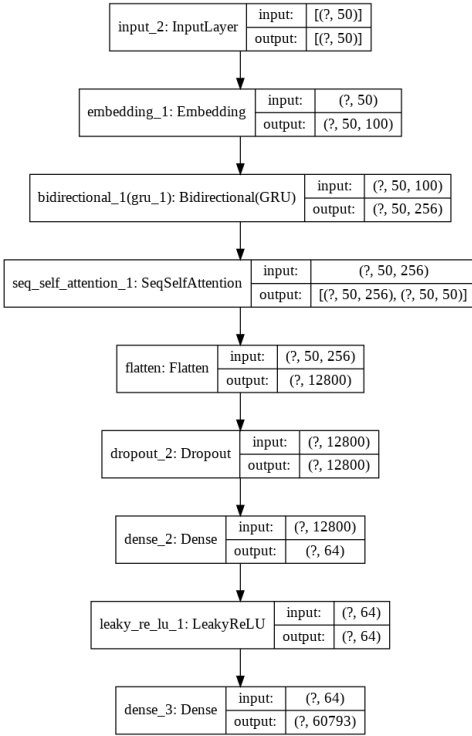 input_2: InputLayer
input: [(?, 50)]
output: [(?, 50)]
embedding_1: Embedding
input: (?, 50)
output: (?, 50, 100)
bidirectional_1(gru_1): Bidirectional(GRU)
input: (?, 50, 100)
output: (?, 50, 256)
seq_self_attention_1: SeqSelfAttention
input: (?, 50, 256)
output: [(?, 50, 256), (?, 50, 50)]
flatten: Flatten
input: (?, 50, 256)
output: (?, 12800)
dropout_2: Dropout
input: (?, 12800)
output: (?, 12800)
dense_2: Dense
input: (?, 12800)
output: (?, 64)
leaky_re_lu_1: LeakyReLU
input: (?, 64)
output: (?, 64)
dense_3: Dense
input: (?, 64)
output: (?, 60793)